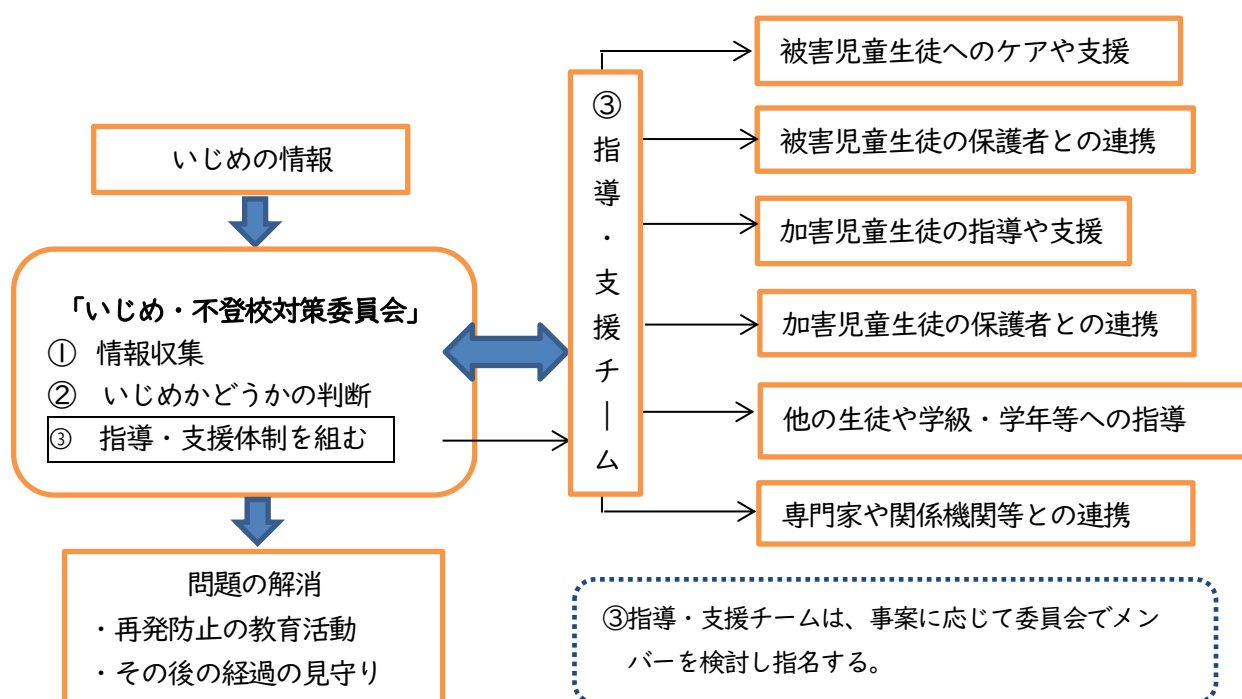 いじめの情報
「いじめ・不登校対策委員会」
① 情報収集
② いじめかどうかの判断
③ 指導・支援体制を組む
問題の解消
・再発防止の教育活動
・その後の経過の見守り
③指導・支援チーム
被害児童生徒へのケアや支援
被害児童生徒の保護者との連携
加害児童生徒の指導や支援
加害児童生徒の保護者との連携
他の生徒や学級・学年等への指導
専門家や関係機関等との連携
③指導・支援チームは、事案に応じて委員会でメン
バーを検討し指名する。